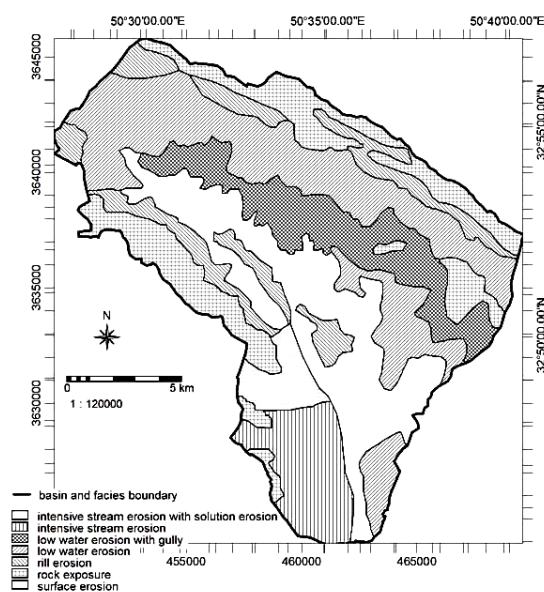 50°30'00.00"E 50°35'00.00"E 50°40'00.00"E
3645000
3640000
3635000
3630000
32°55'00.00"N
32°50'00.00"N
N
0 5 km
1 : 120000
basin and facies boundary
intensive stream erosion with solution erosion
intensive stream erosion
low water erosion with gully
low water erosion
rill erosion
rock exposure
surface erosion
455000 460000 465000